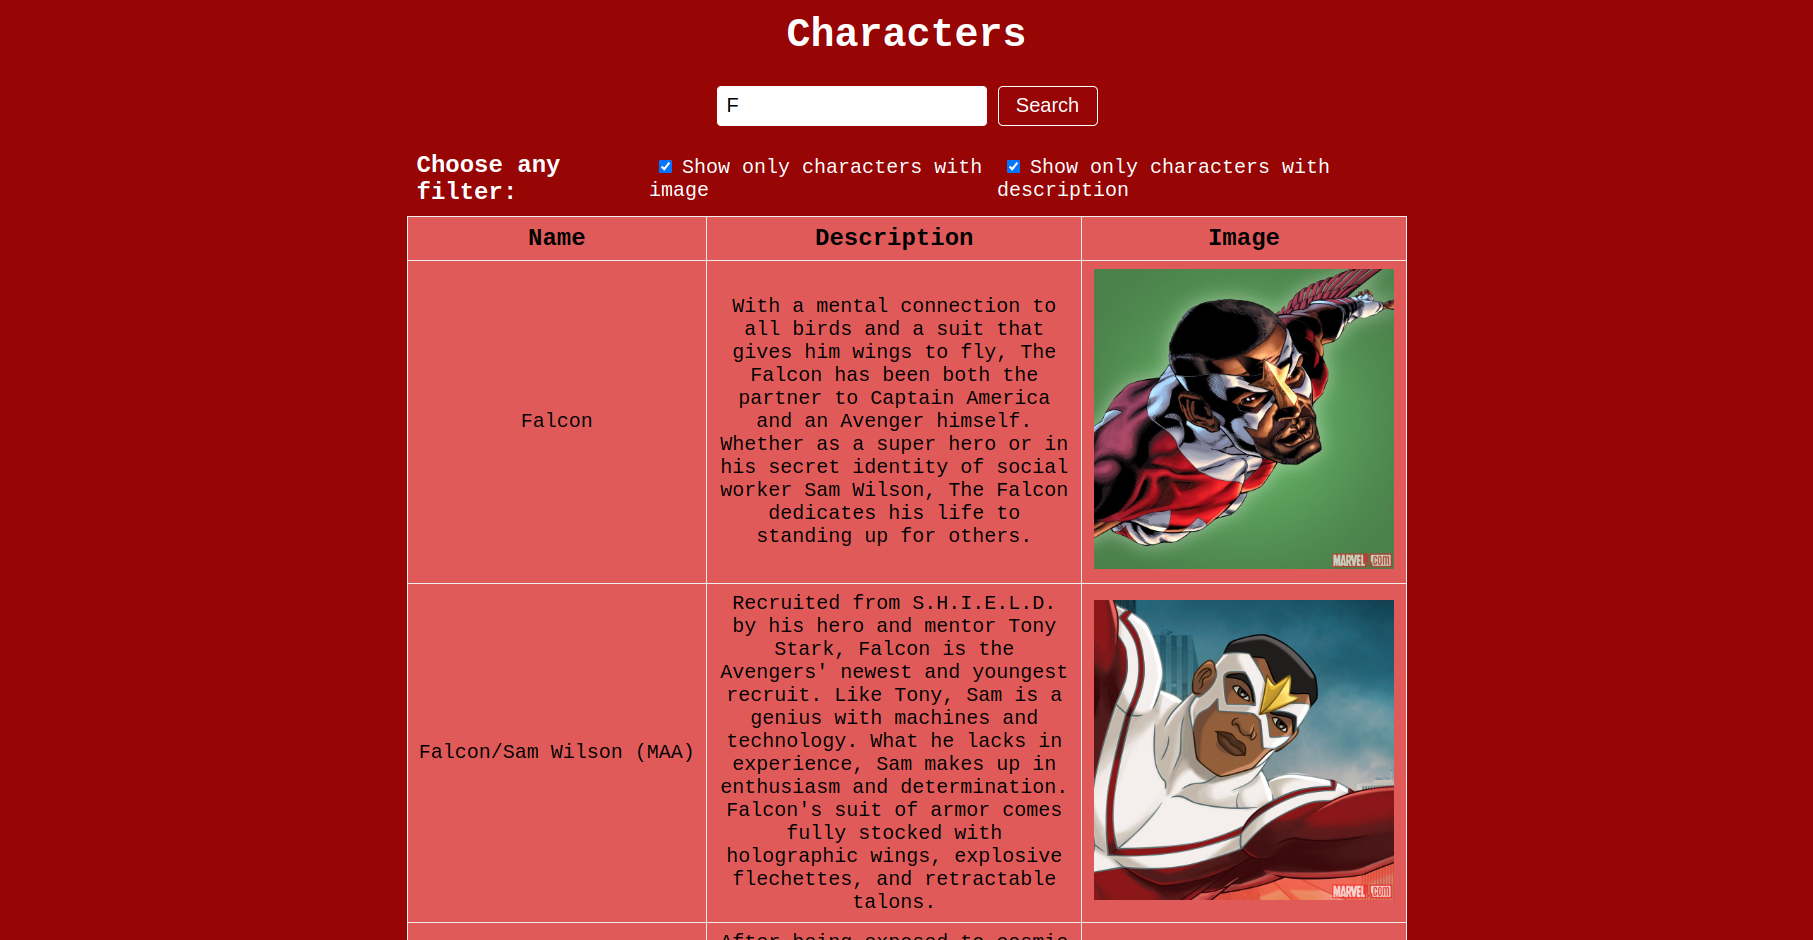 Characters
F
Search
Choose any
filter:
Show only characters with
image
Show only characters with
description
Name
Description
Image
Falcon
With a mental connection to
all birds and a suit that
gives him wings to fly, The
Falcon has been both the
partner to Captain America
and an Avenger himself.
Whether as a super hero or in
his secret identity of social
worker Sam Wilson, The Falcon
dedicates his life to
standing up for others.
MARVEL.com
Falcon/Sam Wilson (MAA)
Recruited from S.H.I.E.L.D.
by his hero and mentor Tony
Stark, Falcon is the
Avengers' newest and youngest
recruit. Like Tony, Sam is a
genius with machines and
technology. What he lacks in
experience, Sam makes up in
enthusiasm and determination.
Falcon's suit of armor comes
fully stocked with
holographic wings, explosive
flechettes, and retractable
talons.
MARVEL.com
After being exposed to cosmic